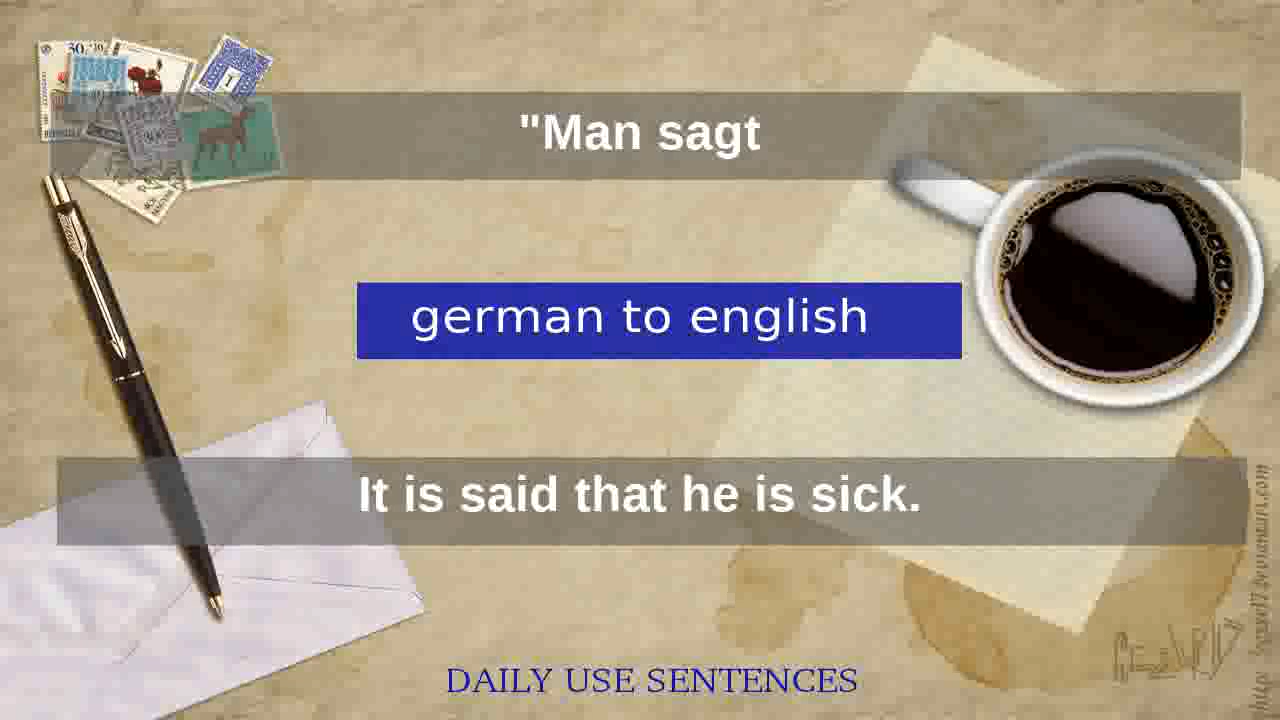 "Man sagt
german to english
It is said that he is sick.
DAILY USE SENTENCES